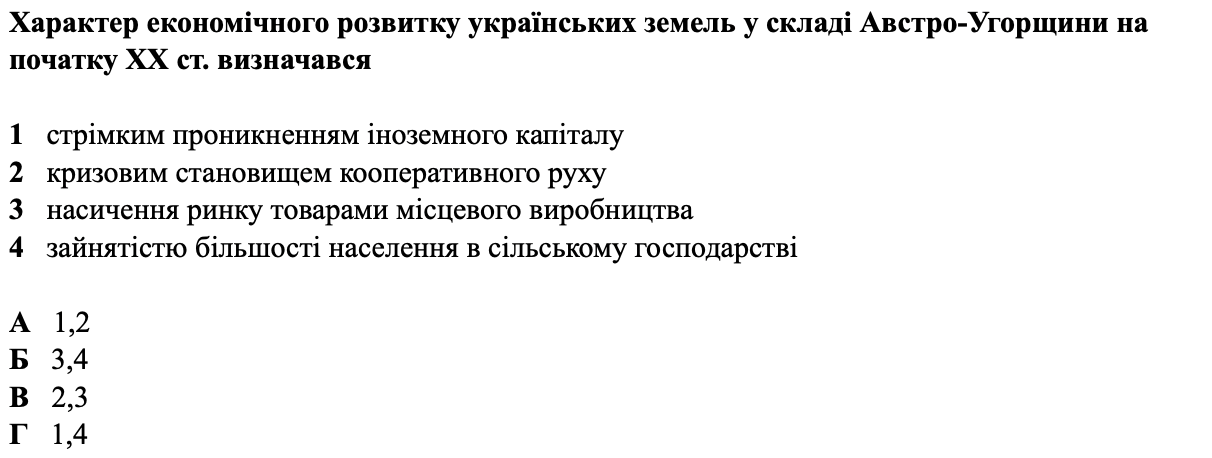 Характер економічного розвитку українських земель у складі Австро-Угорщини на
початку XX ст. визначався
1 стрімким проникненням іноземного капіталу
2 кризовим становищем кооперативного руху
3 насичення ринку товарами місцевого виробництва
4 зайнятістю більшості населення в сільському господарстві
А 1,2
Б 3,4
В 2,3
Г 1,4